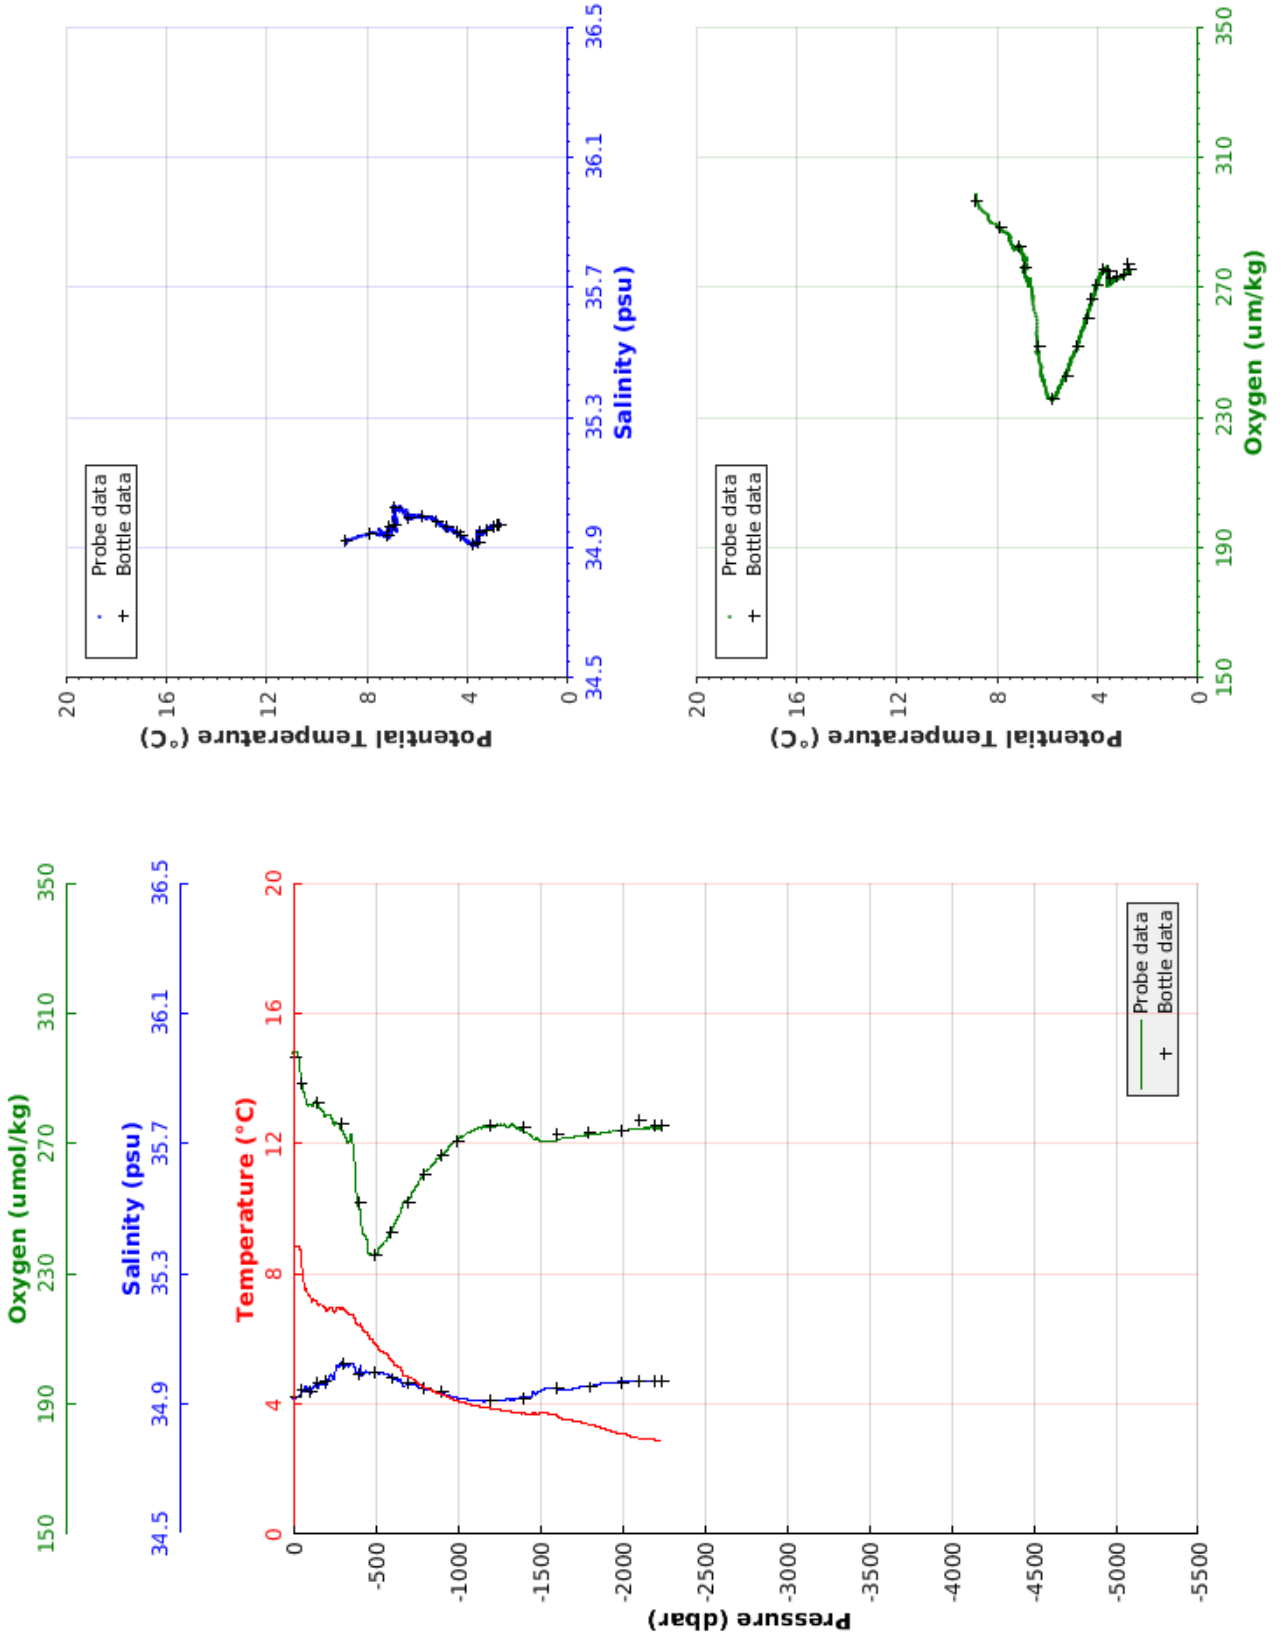 Oxygen (umol/kg)
150 190 230 270 310 350
Salinity (psu)
34.5 34.9 35.3 35.7 36.1 36.5
Temperature (°C)
0 4 8 12 16 20
0
-500
-1000
-1500
-2000
-2500
-3000
-3500
-4000
-4500
-5000
-5500
Pressure (dbar)
Probe data
Bottle data
20
16
12
8
4
0
Potential Temperature (°C)
Probe data
Bottle data
34.5 34.9 35.3 35.7 36.1 36.5
Salinity (psu)
20
16
12
8
4
0
Potential Temperature (°C)
Probe data
Bottle data
150 190 230 270 310 350
Oxygen (um/kg)